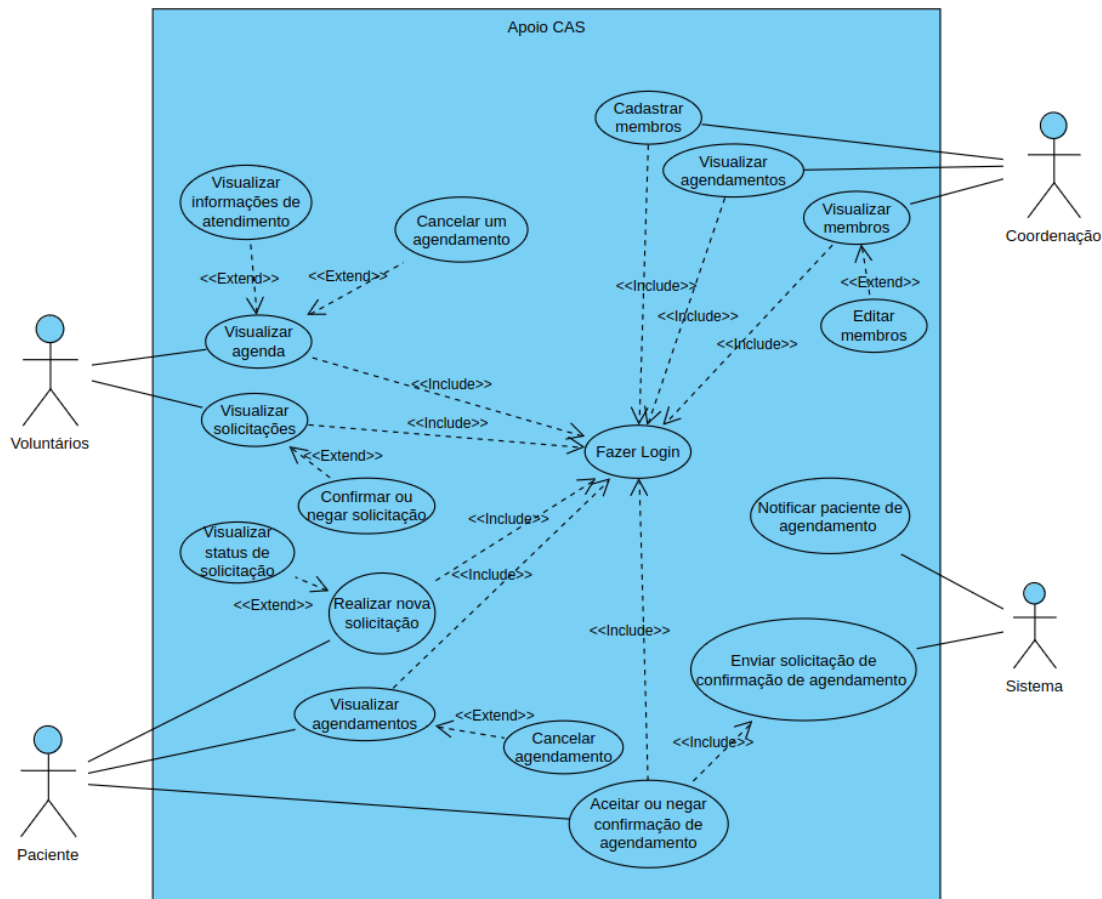 Apoio CAS
Cadastrar
membros
Visualizar
agendamentos
Visualizar
informações de
atendimento
Cancelar um
agendamento
Visualizar
membros
Coordenação
<<Extend>>
<<Extend>>
<<Extend>>
<<Include>>
<<Include>>
<<Include>>
Editar
membros
Visualizar
agenda
Voluntários
<<Include>>
Visualizar
solicitações
<<Include>>
Fazer Login
<<Extend>>
Confirmar ou
negar solicitação
Notificar paciente de
agendamento
Visualizar
status de
solicitação
<<Include>>
<<Include>>
<<Extend>>
Realizar nova
solicitação
<<Include>>
Enviar solicitação de
confirmação de agendamento
Sistema
Visualizar
agendamentos
<<Extend>>
Cancelar
agendamento
<<Include>>
Aceitar ou negar
confirmação de
agendamento
Paciente